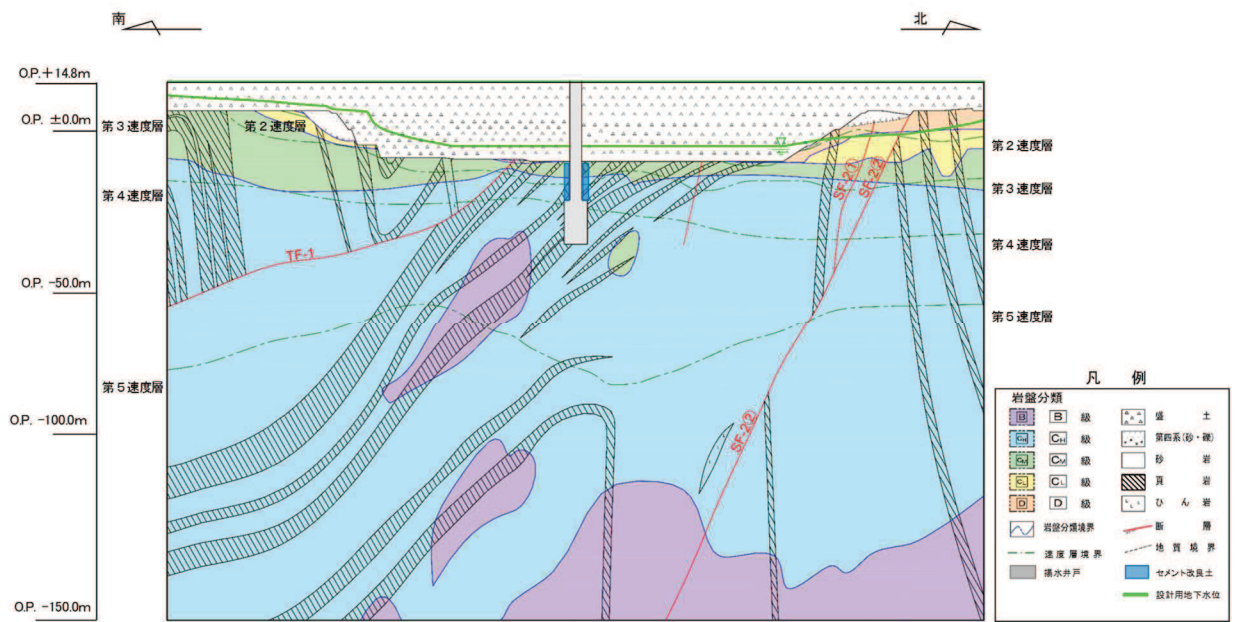 南
北
O.P.+14.8m
O.P. ±0.0m
O.P. -50.0m
O.P. -100.0m
O.P. -150.0m
第3速度層
第2速度層
第4速度層
第5速度層
第2速度層
第3速度層
第4速度層
第5速度層
TF-1
SF-2①
SF-2②
SF-2②
凡 例
岩盤分類
B B 級
CH CH 級
CM CM 級
CL CL 級
D D 級
岩盤分類境界
速度層境界
揚水井戸
盛 土
第四系(砂・礫)
砂 岩
頁 岩
ひ ん 岩
断 層
地質境界
セメント改良土
設計用地下水位